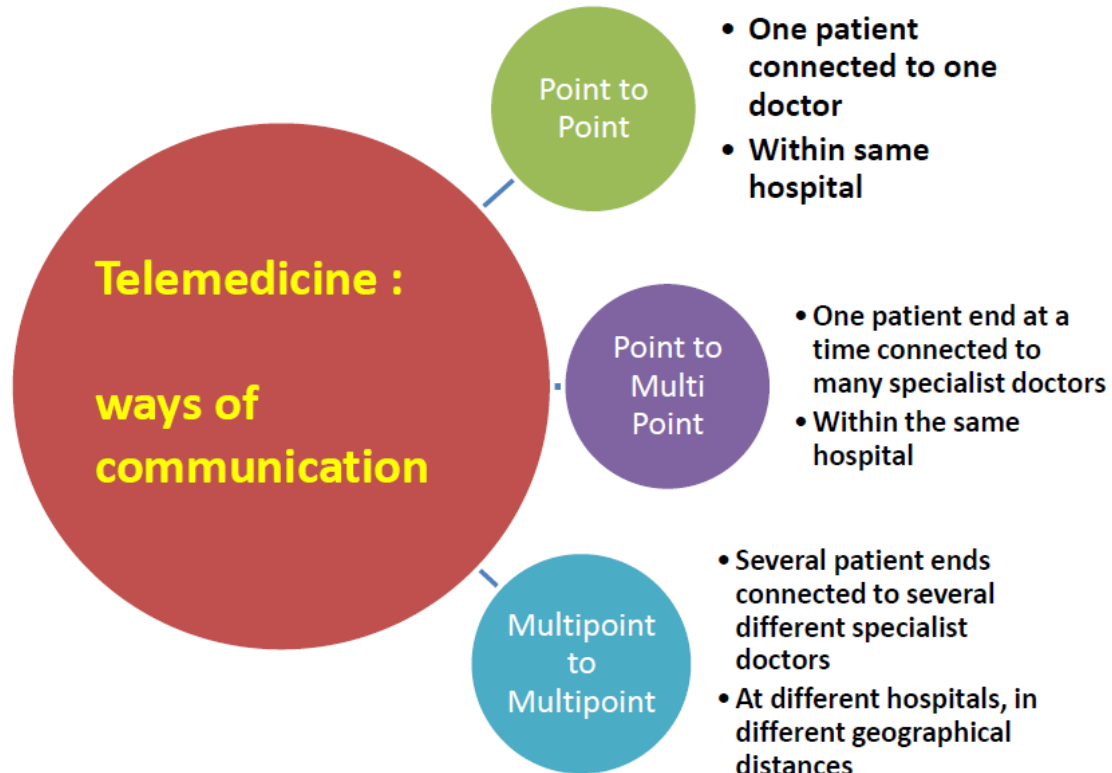 Telemedicine :
ways of
communication
Point to
Point
• One patient
connected to one
doctor
• Within same
hospital
Point to
Multi
Point
• One patient end at a
time connected to
many specialist doctors
• Within the same
hospital
Multipoint
to
Multipoint
• Several patient ends
connected to several
different specialist
doctors
• At different hospitals, in
different geographical
distances